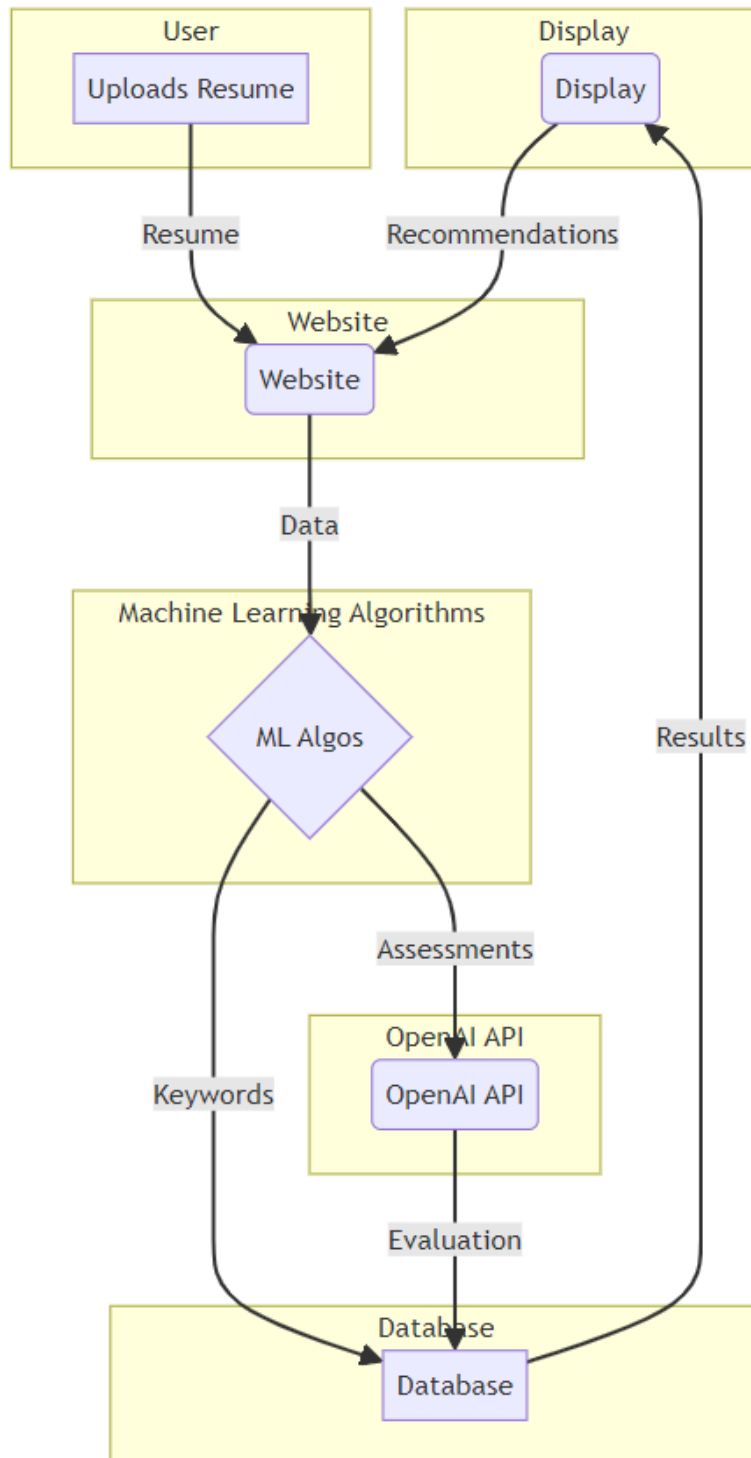 User
Uploads Resume
Display
Display
Resume
Recommendations
Website
Website
Data
Machine Learning Algorithms
ML Algos
Results
Assessments
OpenAI API
OpenAI API
Keywords
Evaluation
Database
Database